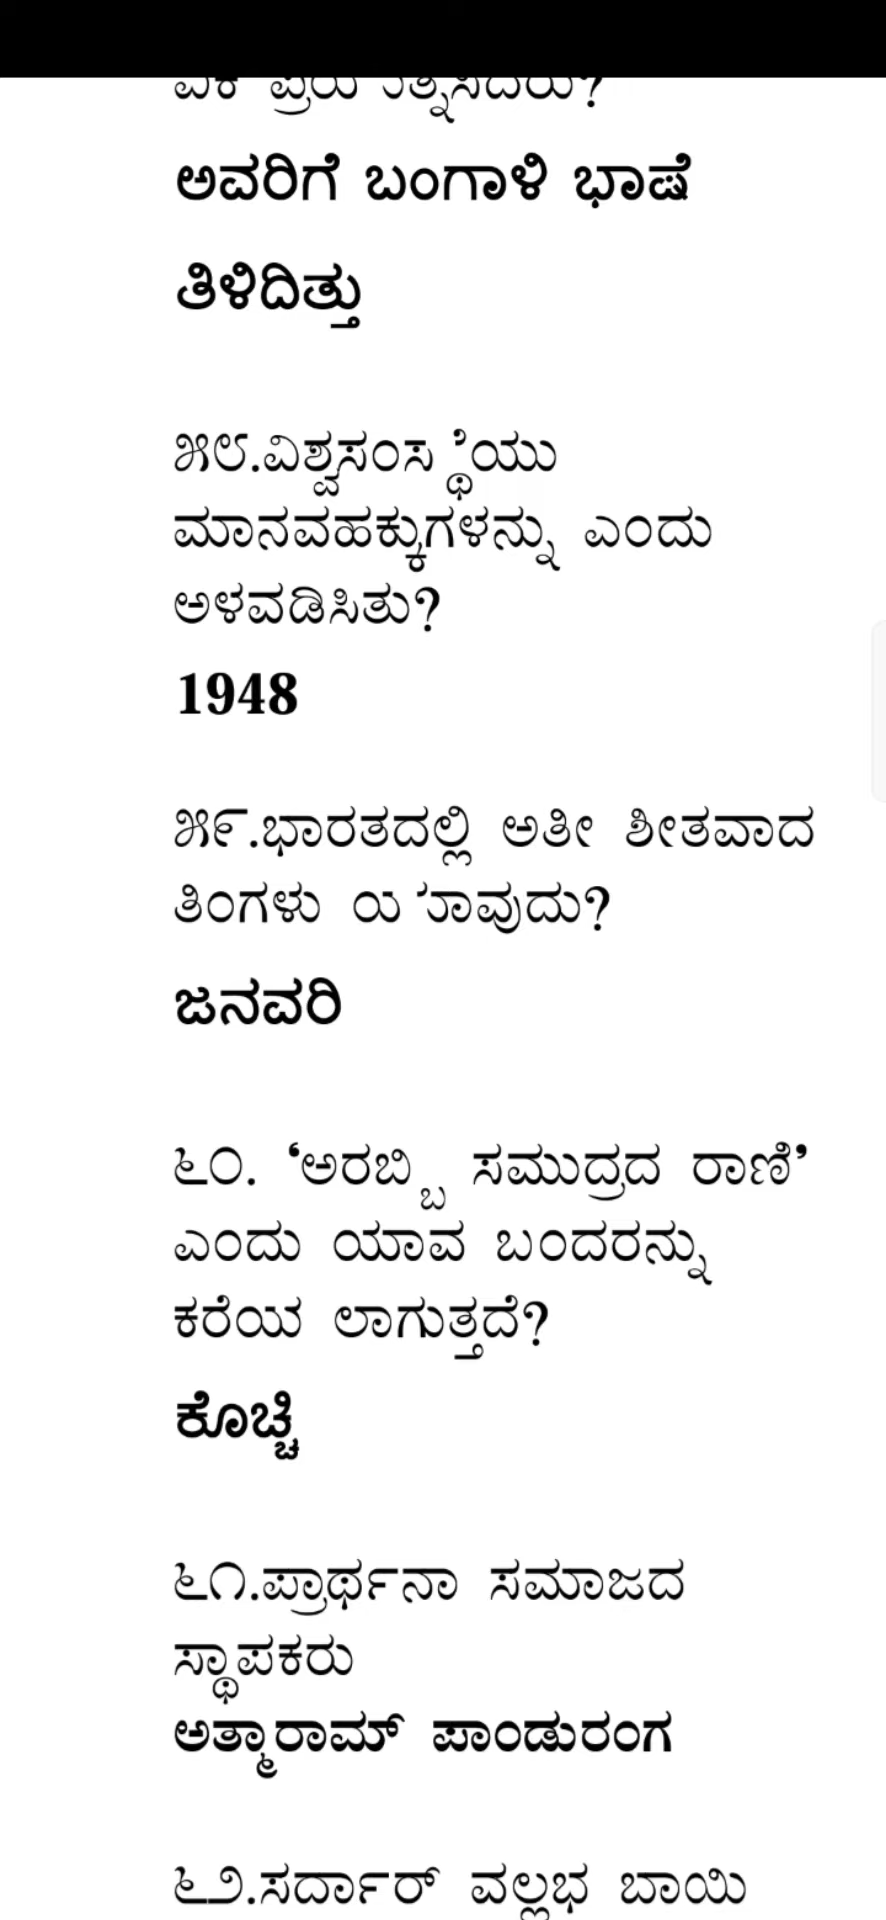 ಅವರಿಗೆ ಬಂಗಾಳಿ ಭಾಷೆ
ತಿಳಿದಿತ್ತು
೫೮.ವಿಶ್ವಸಂಸ್ಥೆಯು
ಮಾನವಹಕ್ಕುಗಳನ್ನು ಎಂದು
ಅಳವಡಿಸಿತು?
1948
೫೯.ಭಾರತದಲ್ಲಿ ಅತೀ ಶೀತವಾದ
ತಿಂಗಳು ಯಾವುದು?
ಜನವರಿ
೬೦. ‘ಅರಬ್ಬಿ ಸಮುದ್ರದ ರಾಣಿ’
ಎಂದು ಯಾವ ಬಂದರನ್ನು
ಕರೆಯ ಲಾಗುತ್ತದೆ?
ಕೊಚ್ಚಿ
೬೧.ಪ್ರಾರ್ಥನಾ ಸಮಾಜದ
ಸ್ಥಾಪಕರು
ಅತ್ಮಾರಾಮ್ ಪಾಂಡುರಂಗ
೬೨.ಸರ್ದಾರ್ ವಲ್ಲಭ ಬಾಯಿ